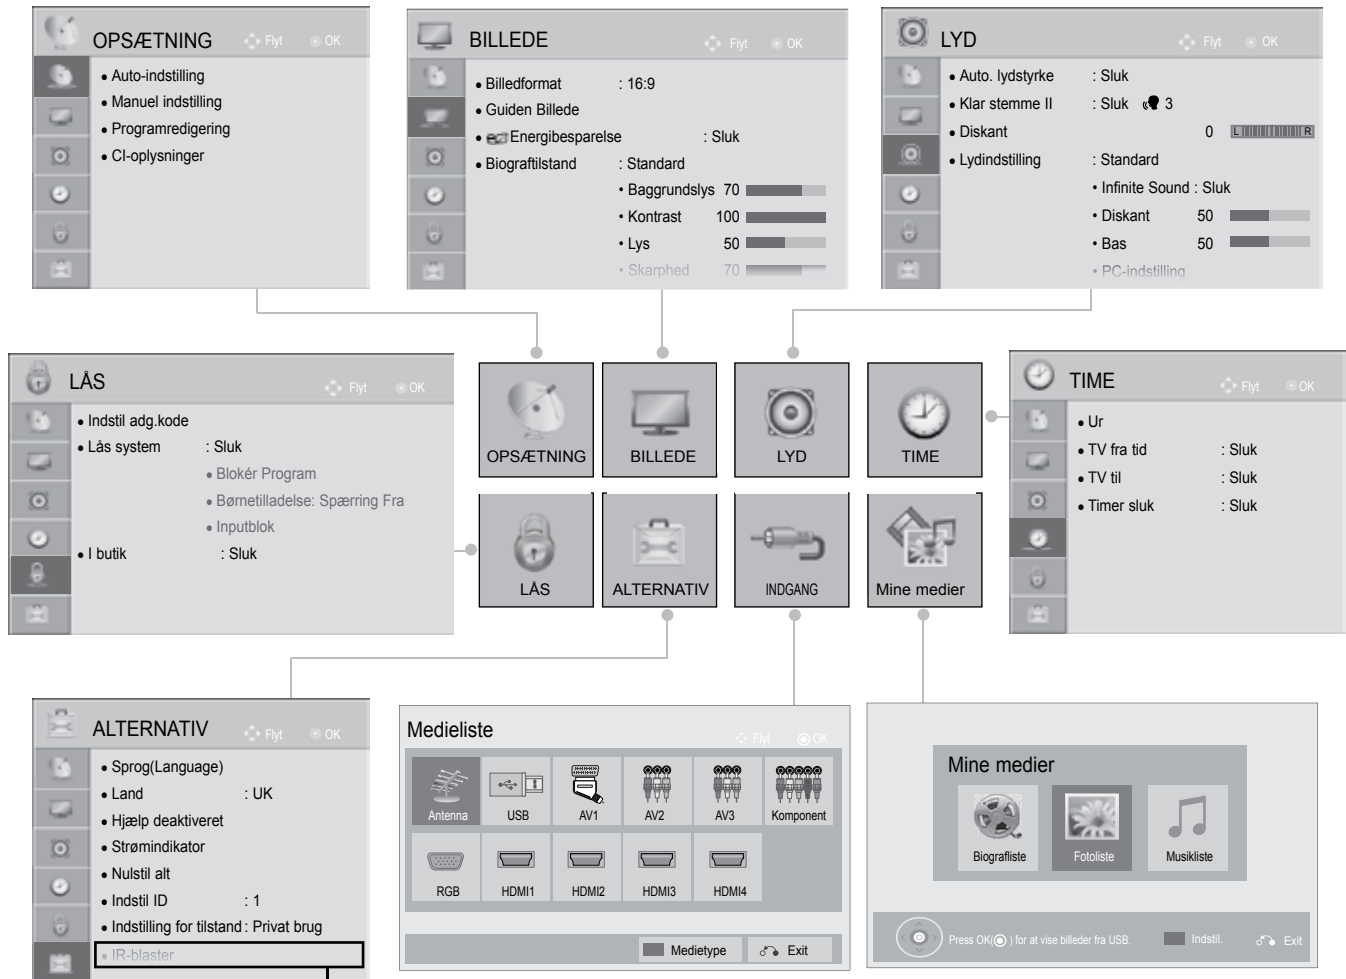 OPSÆTNING
Flyt OK
• Auto-indstilling
• Manuel indstilling
• Programredigering
• CI-oplysninger
BILLEDE
Flyt OK
• Billedformat : 16:9
• Guiden Billede
• Energibesparelse : Sluk
• Biograftilstand : Standard
• Baggrundslys 70
• Kontrast 100
• Lys 50
• Skarphed 70
LYD
Flyt OK
• Auto. lydstyrke : Sluk
• Klar stemme II : Sluk 3
• Diskant 0 L R
• Lydindstilling : Standard
• Infinite Sound : Sluk
• Diskant 50
• Bas 50
• PC-indstilling
LÅS
Flyt OK
• Indstil adg.kode
• Lås system : Sluk
• Blokér Program
• Børnetilladelse: Spærring Fra
• Inputblok
• I butik : Sluk
OPSÆTNING
BILLEDE
LYD
TIME
LÅS
ALTERNATIV
INDGANG
Mine medier
TIME
Flyt OK
• Ur
• TV fra tid : Sluk
• TV til : Sluk
• Timer sluk : Sluk
ALTERNATIV
Flyt OK
• Sprog(Language)
• Land : UK
• Hjælp deaktiveret
• Strømindikator
• Nulstil alt
• Indstil ID : 1
• Indstilling for tilstand : Privat brug
• IR-blaster
Medieliste
Flyt OK
Antenna
USB
AV1
AV2
AV3
Komponent
RGB
HDMI1
HDMI2
HDMI3
HDMI4
Medietype
Exit
Mine medier
Biografliste
Fotoliste
Musikliste
Press OK( ) for at vise billeder fra USB.
Indstil.
Exit